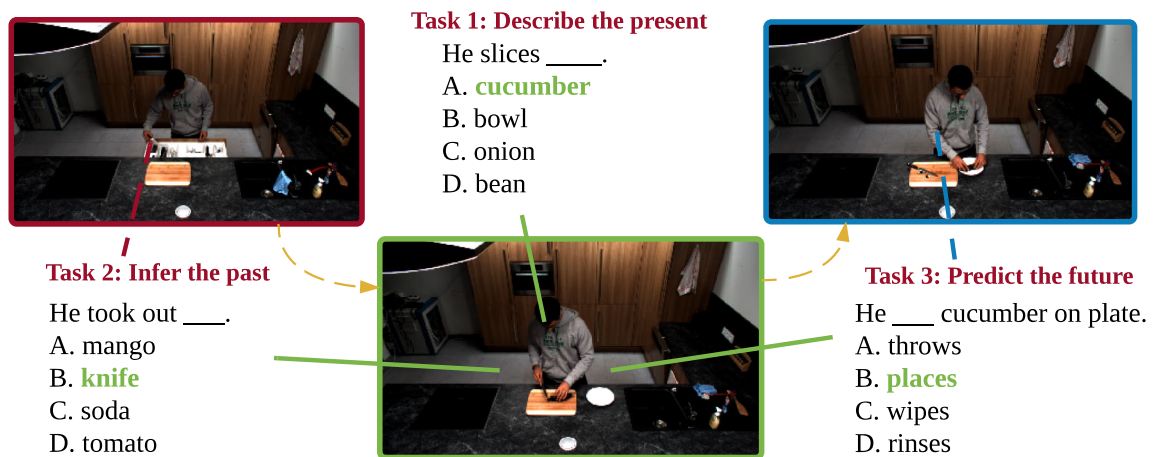 Task 1: Describe the present
He slices ____.
A. cucumber
B. bowl
C. onion
D. bean
Task 2: Infer the past
He took out ___.
A. mango
B. knife
C. soda
D. tomato
Task 3: Predict the future
He ___ cucumber on plate.
A. throws
B. places
C. wipes
D. rinses